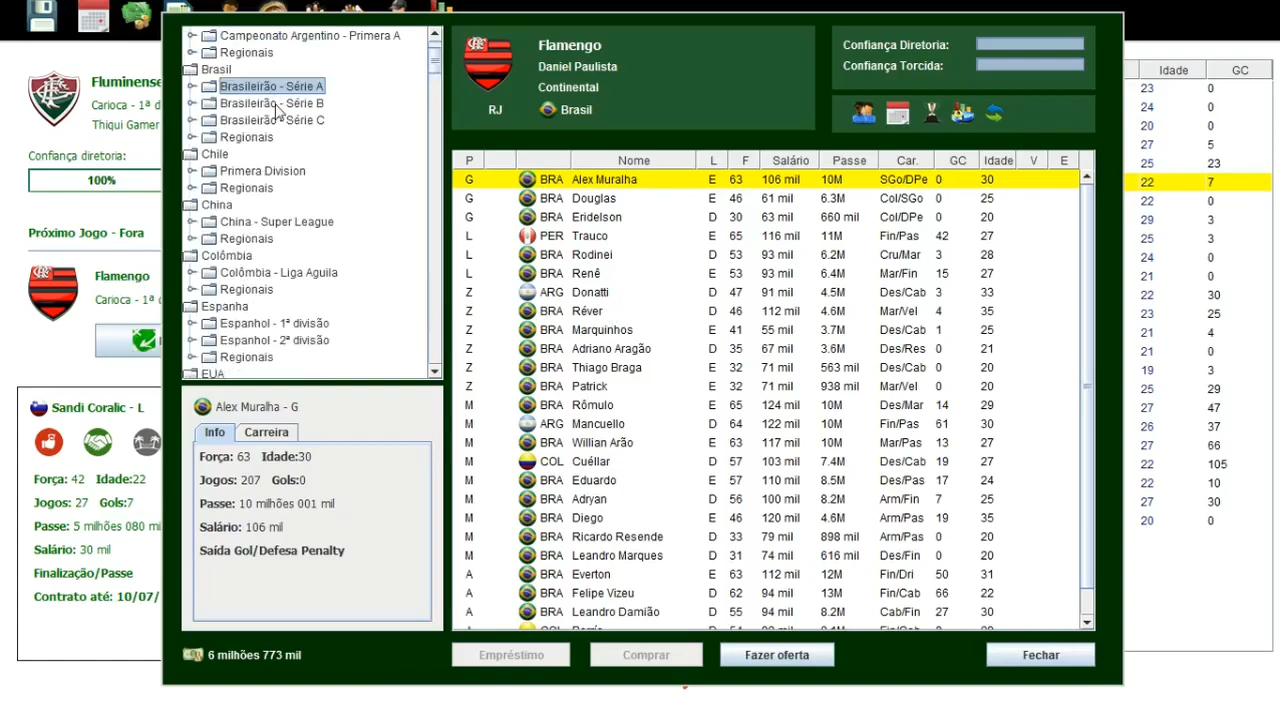 Fluminense
Carioca - 1ª d
Thiqui Gamer
Confiança diretoria:
100%
Próximo Jogo - Fora
Flamengo
Carioca - 1ª d
Sandi Coralic - L
Força: 42 Idade:22
Jogos: 27 Gols:7
Passe: 5 milhões 080 mi
Salário: 30 mil
Finalização/Passe
Contrato até: 10/07/
Campeonato Argentino - Primera A
Regionais
Brasil
Brasileirão - Série A
Brasileirão - Série B
Brasileirão - Série C
Regionais
Chile
Primera Division
Regionais
China
China - Super League
Regionais
Colômbia
Colômbia - Liga Aguila
Regionais
Espanha
Espanhol - 1ª divisão
Espanhol - 2ª divisão
Regionais
EUA
Alex Muralha - G
Info Carreira
Força: 63 Idade:30
Jogos: 207 Gols:0
Passe: 10 milhões 001 mil
Salário: 106 mil
Saída Gol/Defesa Penalty
6 milhões 773 mil
Flamengo
Daniel Paulista
Continental
RJ Brasil
Confiança Diretoria:
Confiança Torcida:
P Nome L F Salário Passe Car. GC Idade V E
G BRA Alex Muralha E 63 106 mil 10M SGo/DPe 0 30
G BRA Douglas E 46 61 mil 6.3M Col/SGo 0 25
G BRA Eridelson D 30 63 mil 660 mil Col/DPe 0 20
L PER Trauco E 65 116 mil 11M Fin/Pas 42 27
L BRA Rodinei D 53 93 mil 6.2M Cru/Mar 3 28
L BRA Renê E 53 93 mil 6.4M Mar/Fin 15 27
Z ARG Donatti D 47 91 mil 4.5M Des/Cab 3 33
Z BRA Réver D 46 112 mil 4.6M Mar/Vel 4 35
Z BRA Marquinhos E 41 55 mil 3.7M Des/Cab 1 25
Z BRA Adriano Aragão D 35 67 mil 3.6M Des/Res 0 21
Z BRA Thiago Braga E 32 71 mil 563 mil Des/Cab 0 20
Z BRA Patrick E 32 71 mil 938 mil Mar/Vel 0 20
M BRA Rômulo E 65 124 mil 10M Des/Mar 14 29
M ARG Mancuello D 64 122 mil 10M Arm/Fin 61 30
M BRA Willian Arão E 63 117 mil 10M Mar/Pas 13 27
M COL Cuéllar D 57 103 mil 7.4M Des/Cab 19 27
M BRA Eduardo E 57 110 mil 8.5M Des/Pas 17 24
M BRA Adryan D 56 100 mil 8.2M Arm/Fin 7 25
M BRA Diego E 46 120 mil 4.6M Arm/Pas 19 35
M BRA Ricardo Resende D 33 79 mil 898 mil Arm/Pas 0 20
M BRA Leandro Marques D 31 74 mil 616 mil Des/Fin 0 20
A BRA Everton E 63 112 mil 12M Fin/Dri 50 31
A BRA Felipe Vizeu D 62 94 mil 13M Fin/Cab 66 22
A BRA Leandro Damião D 55 94 mil 8.2M Cab/Fin 27 30
Empréstimo Comprar Fazer oferta Fechar
Idade GC
23 0
24 0
20 0
27 5
25 23
22 7
22 0
29 3
25 3
24 0
21 0
22 30
23 25
21 4
21 0
19 3
25 29
27 47
26 37
27 66
22 105
22 10
27 30
20 0